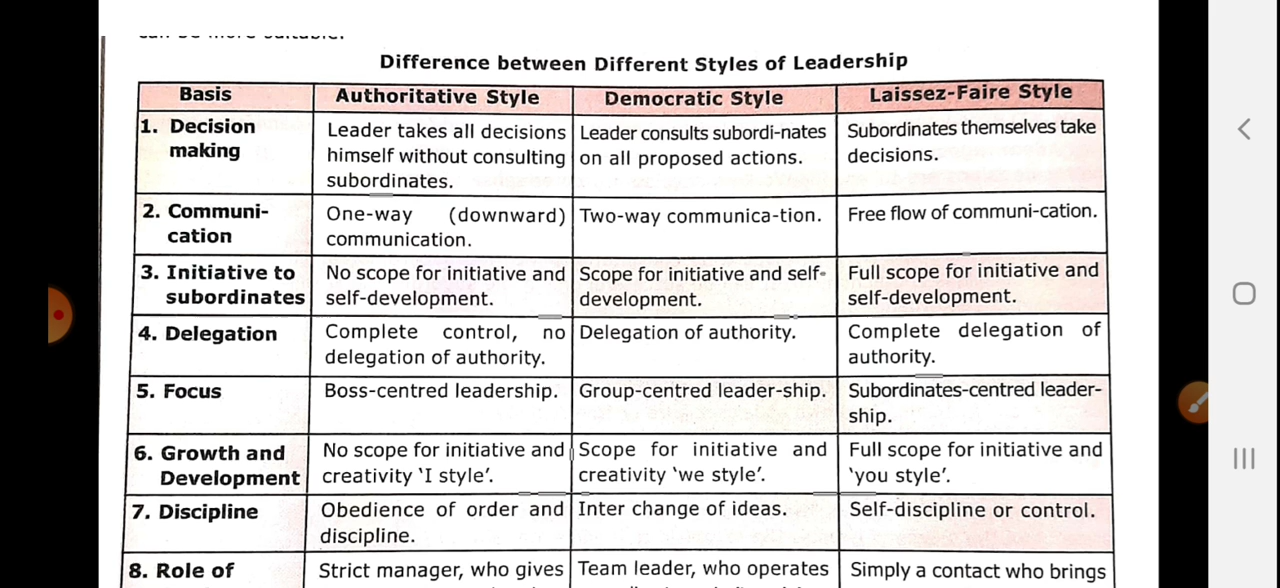 can be more suitable.
Difference between Different Styles of Leadership
Basis Authoritative Style Democratic Style Laissez-Faire Style
1. Decision making
Leader takes all decisions
himself without consulting
subordinates.
Leader consults subordi-nates
on all proposed actions.
Subordinates themselves take
decisions.
2. Communi-
cation
One-way (downward)
communication.
Two-way communica-tion.
Free flow of communi-cation.
3. Initiative to
subordinates
No scope for initiative and
self-development.
Scope for initiative and self-
development.
Full scope for initiative and
self-development.
4. Delegation
Complete control, no
delegation of authority.
Delegation of authority.
Complete delegation of
authority.
5. Focus
Boss-centred leadership.
Group-centred leader-ship.
Subordinates-centred leader-
ship.
6. Growth and
Development
No scope for initiative and
creativity ‘I style’.
Scope for initiative and
creativity ‘we style’.
Full scope for initiative and
‘you style’.
7. Discipline
Obedience of order and
discipline.
Inter change of ideas.
Self-discipline or control.
8. Role of
Strict manager, who gives
Team leader, who operates
Simply a contact who brings